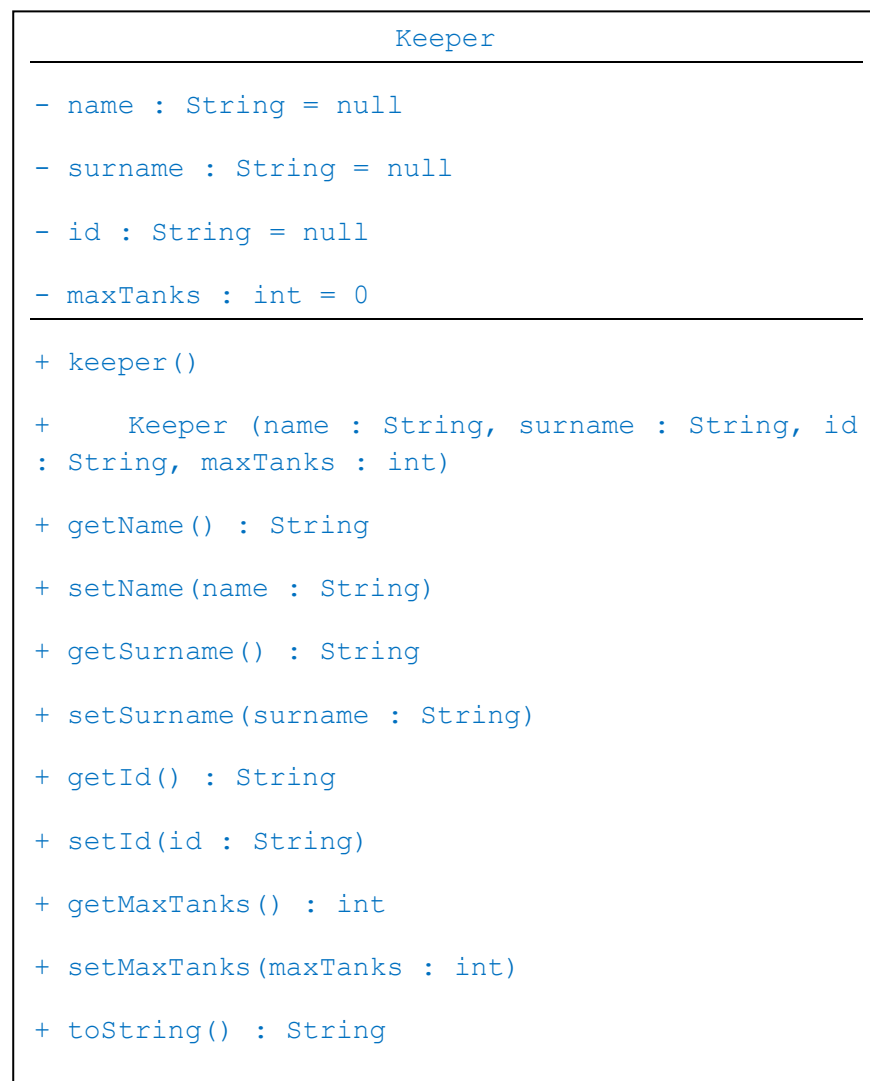 Keeper
- name : String = null
- surname : String = null
- id : String = null
- maxTanks : int = 0
+ keeper()
+ Keeper (name : String, surname : String, id
: String, maxTanks : int)
+ getName() : String
+ setName(name : String)
+ getSurname() : String
+ setSurname(surname : String)
+ getId() : String
+ setId(id : String)
+ getMaxTanks() : int
+ setMaxTanks(maxTanks : int)
+ toString() : String